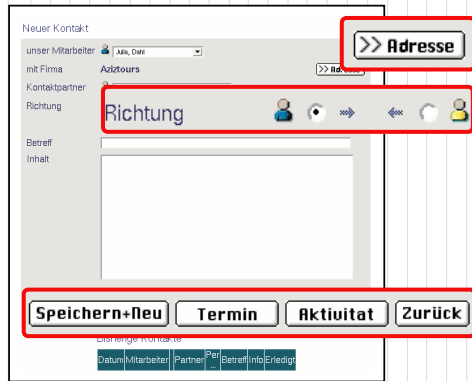 Neuer Kontakt
>> Adresse
unser Mitarbeiter Julia, Dahl
mit Firma Aziztours
Kontaktpartner
Richtung
Richtung
Betreff
Inhalt
Speichern+Neu Termin Aktivitat Zurück
Bisherige Kontakte
Datum Mitarbeiter Partner Per... Betreff Info Erledigt